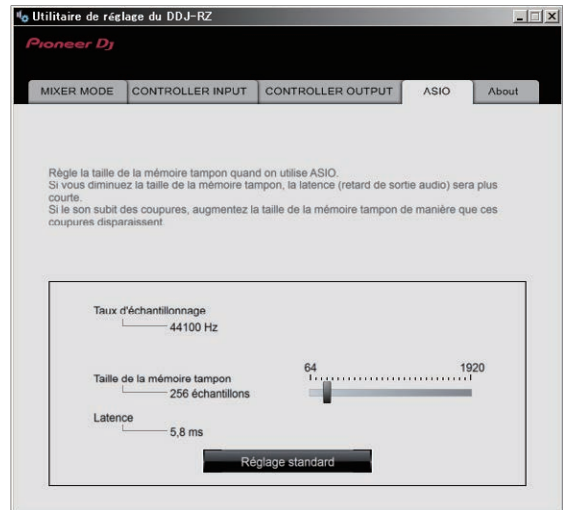 Utilitaire de réglage du DDJ-RZ
Pioneer Dj
MIXER MODE CONTROLLER INPUT CONTROLLER OUTPUT ASIO About
Règle la taille de la mémoire tampon quand on utilise ASIO.
Si vous diminuez la taille de la mémoire tampon, la latence (retard de sortie audio) sera plus
courte.
Si le son subit des coupures, augmentez la taille de la mémoire tampon de manière que ces
coupures disparaissent
Taux d'échantillonnage
44100 Hz
64 1920
Taille de la mémoire tampon
256 échantillons
Latence
5,8 ms
Réglage standard